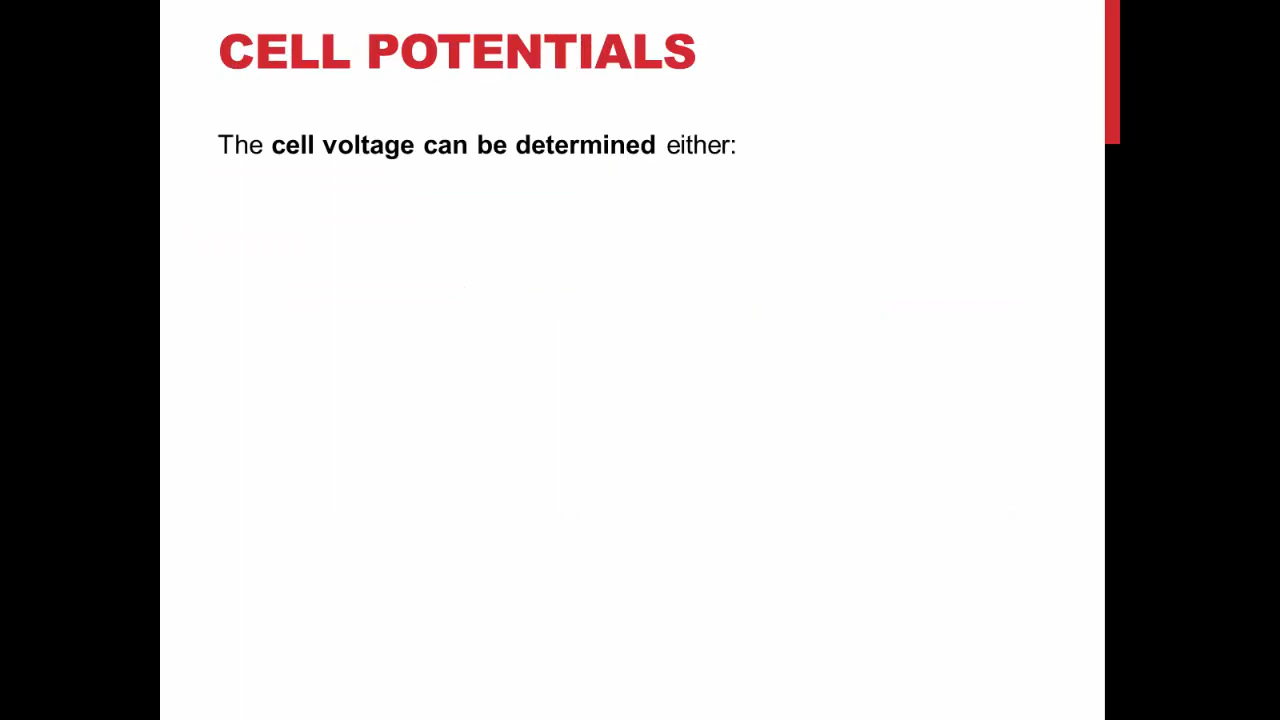 CELL POTENTIALS
The cell voltage can be determined either: